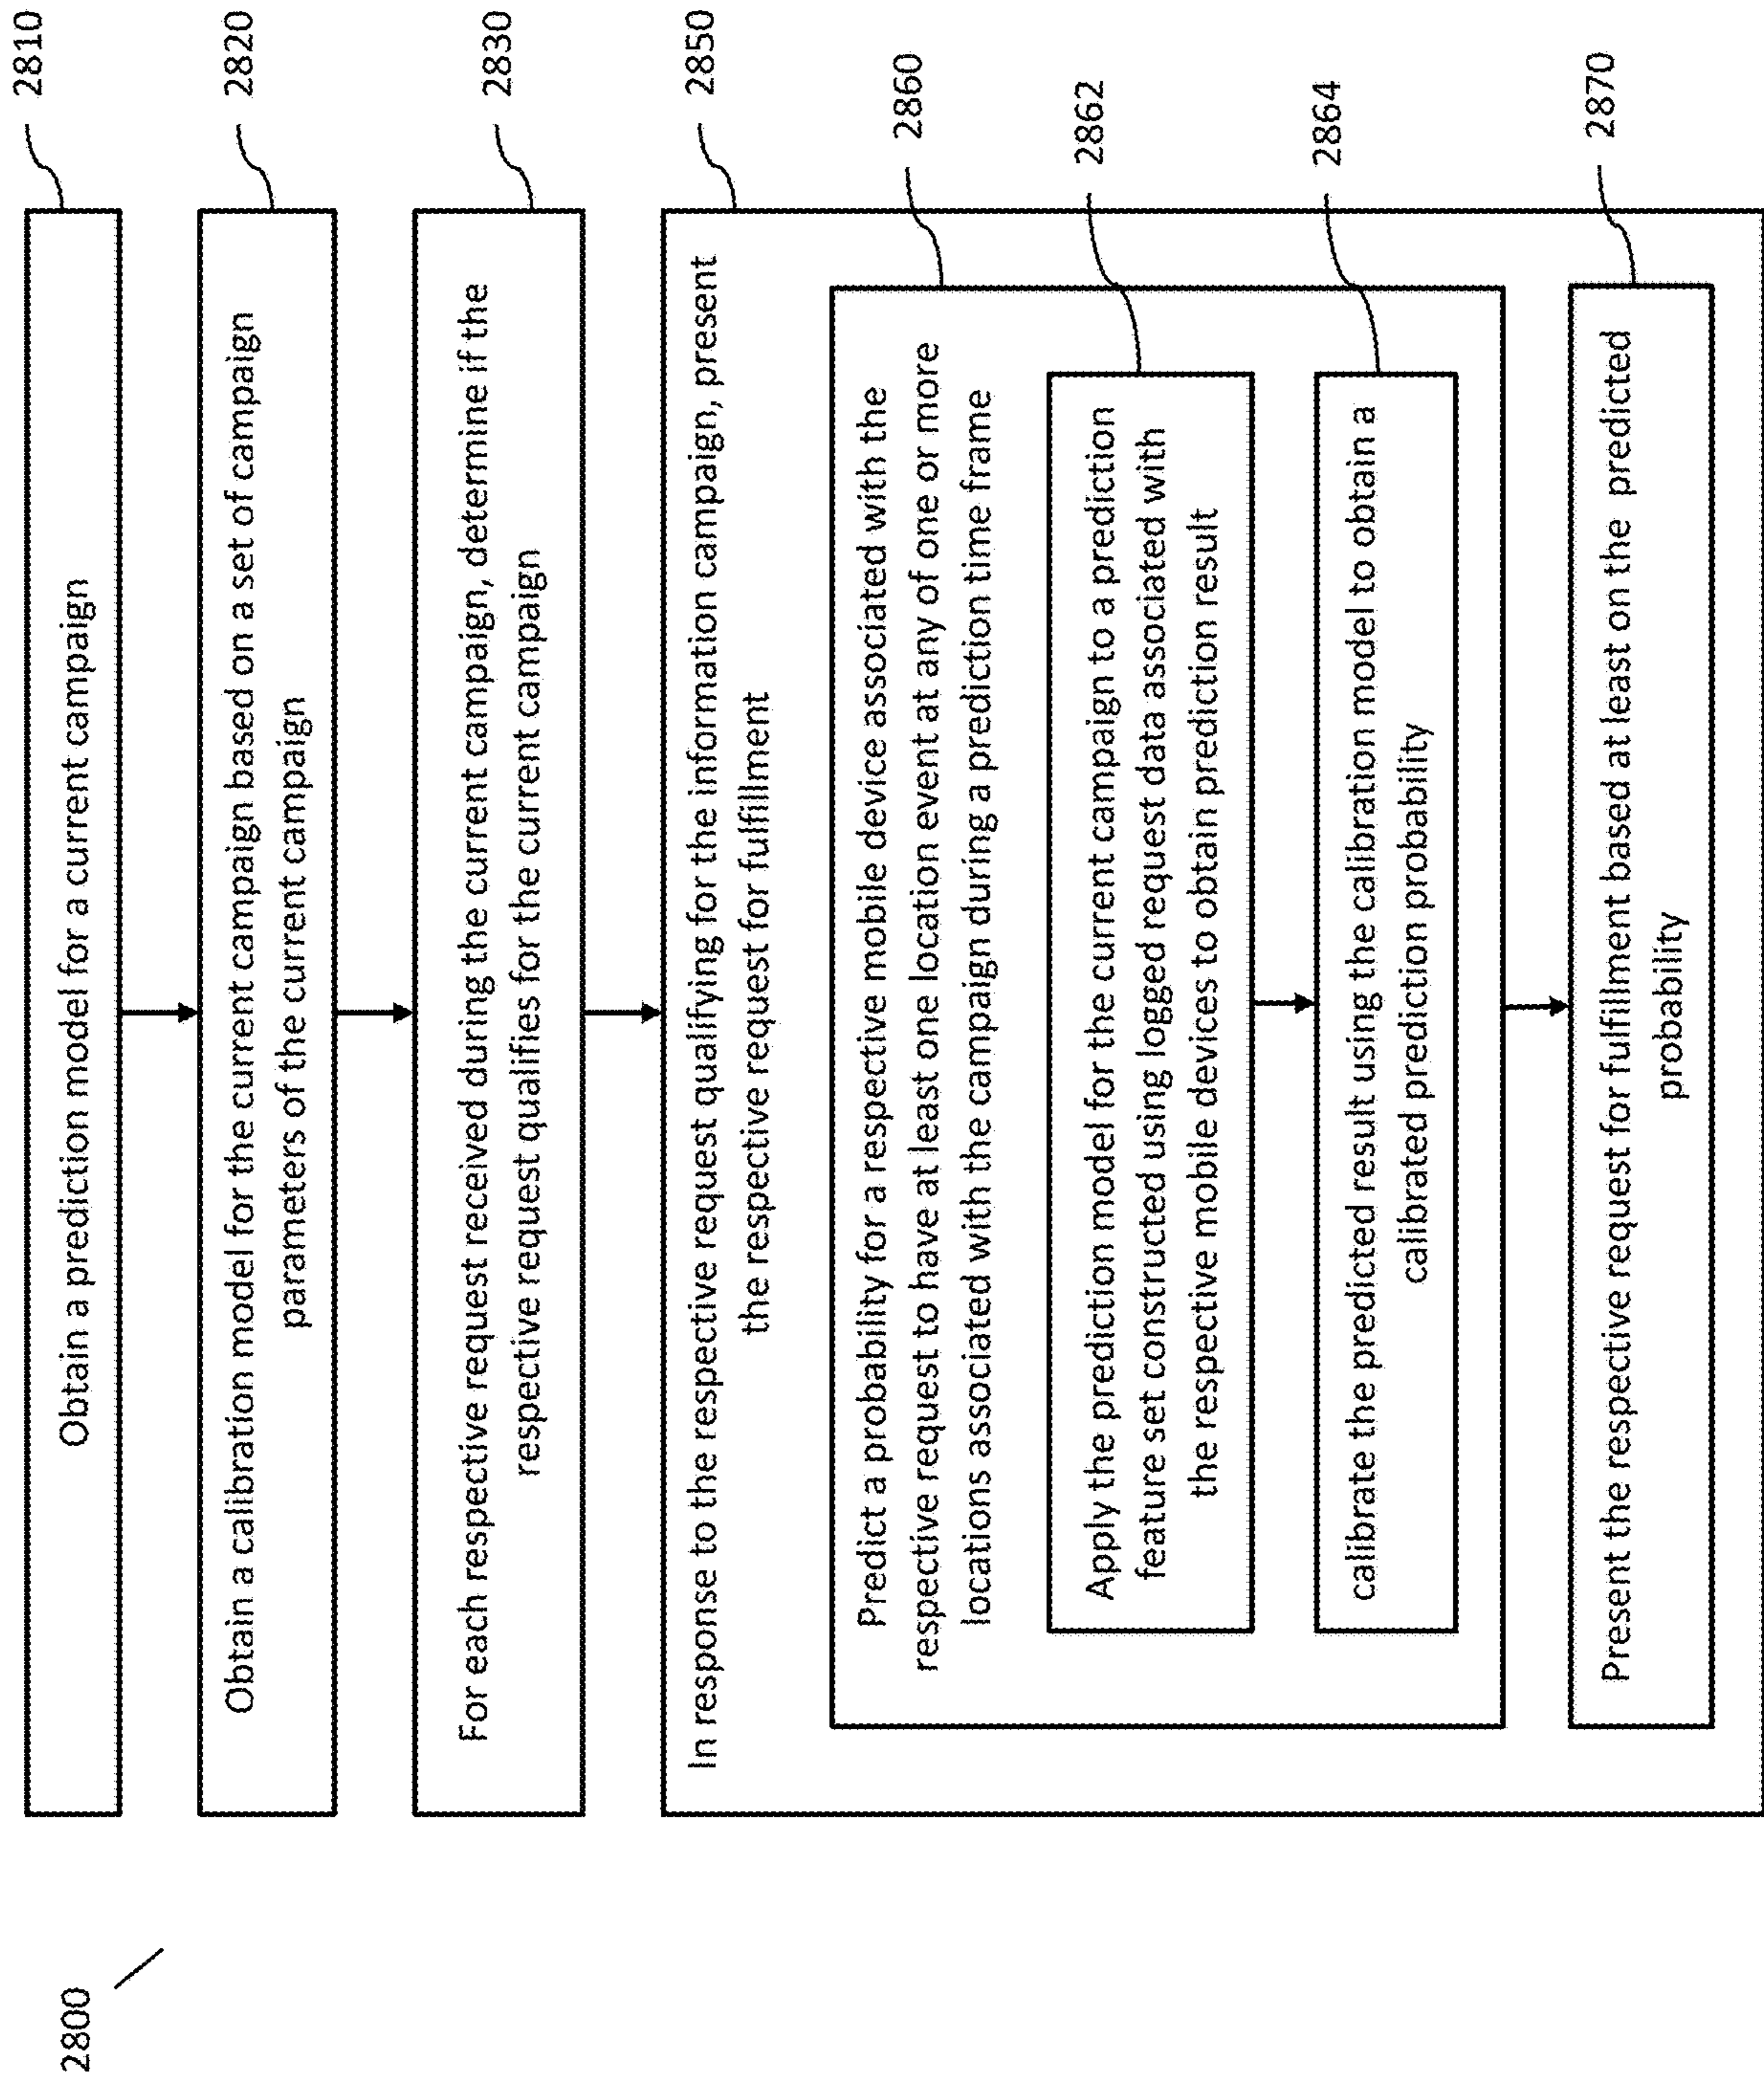 2800
Obtain a prediction model for a current campaign
2810
Obtain a calibration model for the current campaign based on a set of campaign
parameters of the current campaign
2820
For each respective request received during the current campaign, determine if the
respective request qualifies for the current campaign
2830
In response to the respective request qualifying for the information campaign, present
the respective request for fulfillment
2850
Predict a probability for a respective mobile device associated with the
respective request to have at least one location event at any of one or more
locations associated with the campaign during a prediction time frame
2860
Apply the prediction model for the current campaign to a prediction
feature set constructed using logged request data associated with
the respective mobile devices to obtain prediction result
2862
calibrate the predicted result using the calibration model to obtain a
calibrated prediction probability
2864
Present the respective request for fulfillment based at least on the predicted
probability
2870